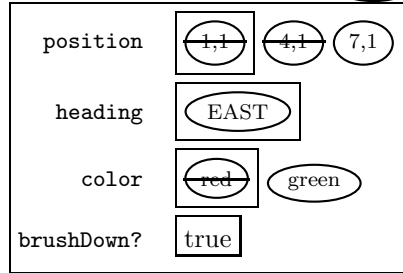 position 1,1 4,1 7,1
heading EAST
color red green
brushDown? true